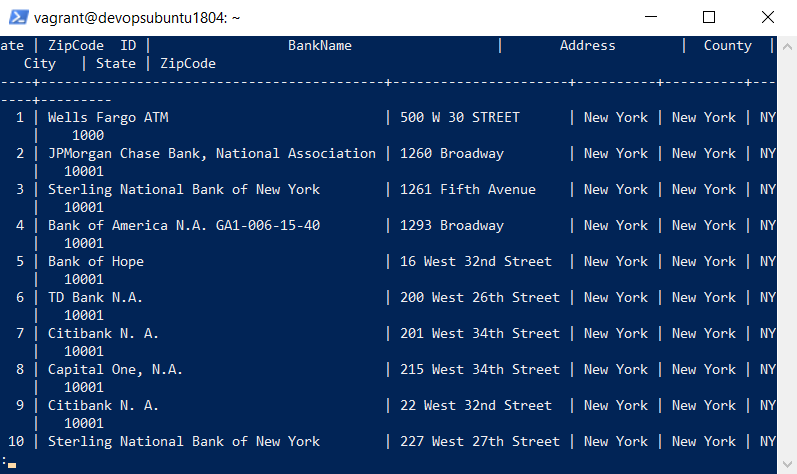 vagrant@devopsubuntu1804: ~
ate | ZipCode  ID |                 BankName                  |       Address        |  County  |
   City   | State | ZipCode
----+-------------------------------------------+----------------------+----------+----------+---
----+---------
  1 | Wells Fargo ATM                           | 500 W 30 STREET      | New York | New York | NY
    |    1000
  2 | JPMorgan Chase Bank, National Association | 1260 Broadway        | New York | New York | NY
    |   10001
  3 | Sterling National Bank of New York        | 1261 Fifth Avenue    | New York | New York | NY
    |   10001
  4 | Bank of America N.A. GA1-006-15-40        | 1293 Broadway        | New York | New York | NY
    |   10001
  5 | Bank of Hope                              | 16 West 32nd Street  | New York | New York | NY
    |   10001
  6 | TD Bank N.A.                              | 200 West 26th Street | New York | New York | NY
    |   10001
  7 | Citibank N. A.                            | 201 West 34th Street | New York | New York | NY
    |   10001
  8 | Capital One, N.A.                         | 215 West 34th Street | New York | New York | NY
    |   10001
  9 | Citibank N. A.                            | 22 West 32nd Street  | New York | New York | NY
    |   10001
 10 | Sterling National Bank of New York        | 227 West 27th Street | New York | New York | NY
: